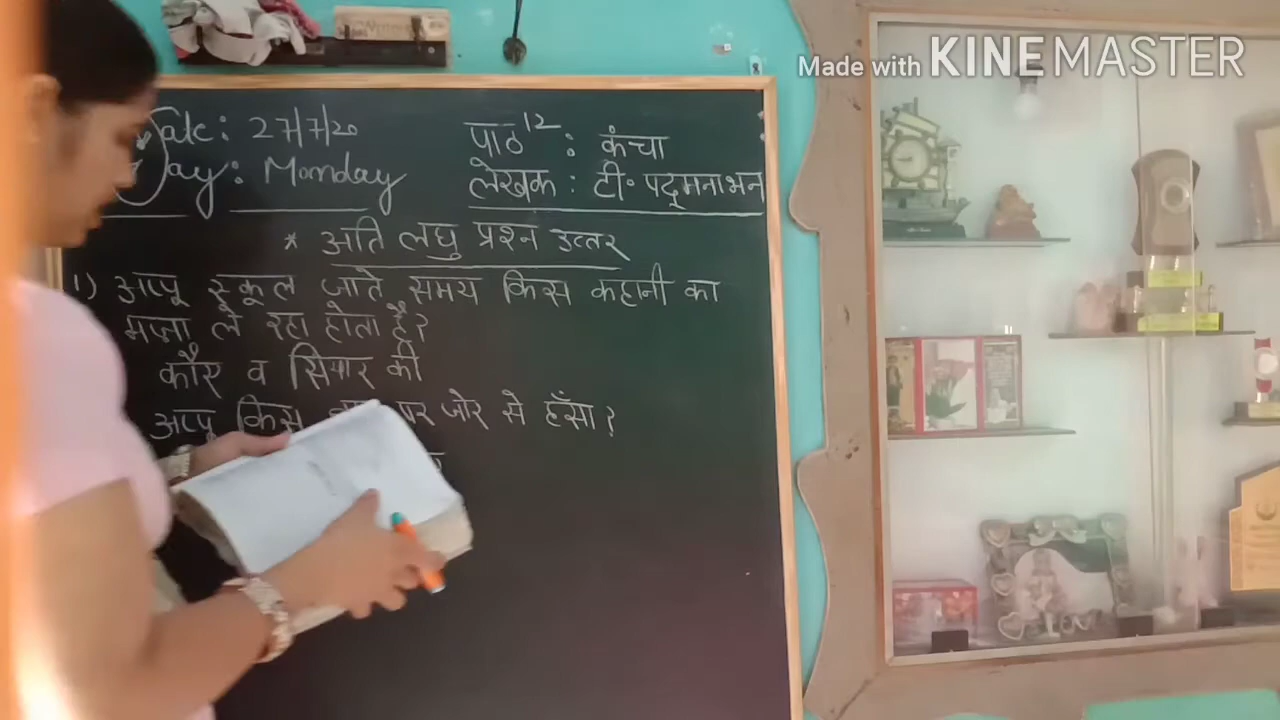 Made with KINEMASTER
Date: 27/7/20
Day: Monday
पाठ 12 : कंचा
लेखक : टी॰ पद्मनाभन
* अति लघु प्रश्न उत्तर
1) अप्पू स्कूल जाते समय किस कहानी का
मज़ा ले रहा होता है?
कौए व सियार की
अप्पू किस पर जोर से हँसा?